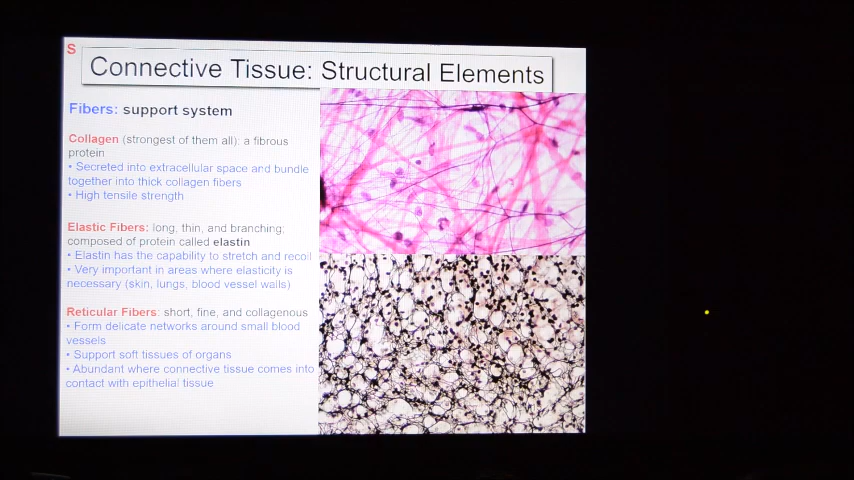 S
Connective Tissue: Structural Elements
Fibers: support system
Collagen (strongest of them all): a fibrous
protein
• Secreted into extracellular space and bundle
together into thick collagen fibers
• High tensile strength
Elastic Fibers: long, thin, and branching;
composed of protein called elastin
• Elastin has the capability to stretch and recoil
• Very important in areas where elasticity is
necessary (skin, lungs, blood vessel walls)
Reticular Fibers: short, fine, and collagenous
• Form delicate networks around small blood
vessels
• Support soft tissues of organs
• Abundant where connective tissue comes into
contact with epithelial tissue